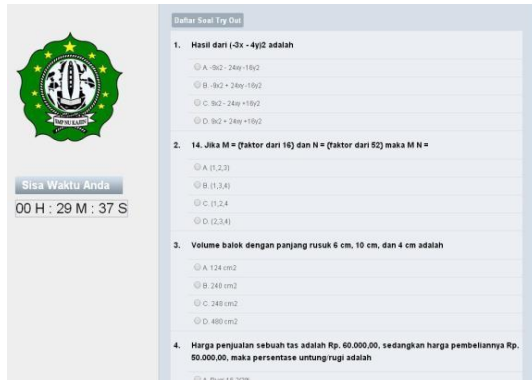 Daftar Soal Try Out
1. Hasil dari (-3x - 4y)2 adalah
A. -9x2 - 24xy -16y2
B. -9x2 + 24xy -16y2
C. 9x2 - 24xy +16y2
D. 9x2 + 24xy +16y2
2. 14. Jika M = {faktor dari 16} dan N = {faktor dari 52} maka M N =
A. {1,2,3}
B. {1,3,4}
C. {1,2,4
D. {2,3,4}
Sisa Waktu Anda
00 H : 29 M : 37 S
3. Volume balok dengan panjang rusuk 6 cm, 10 cm, dan 4 cm adalah
A. 124 cm2
B. 240 cm2
C. 248 cm2
D. 480 cm2
4. Harga penjualan sebuah tas adalah Rp. 60.000,00, sedangkan harga pembeliannya Rp.
50.000,00, maka persentase untung/rugi adalah